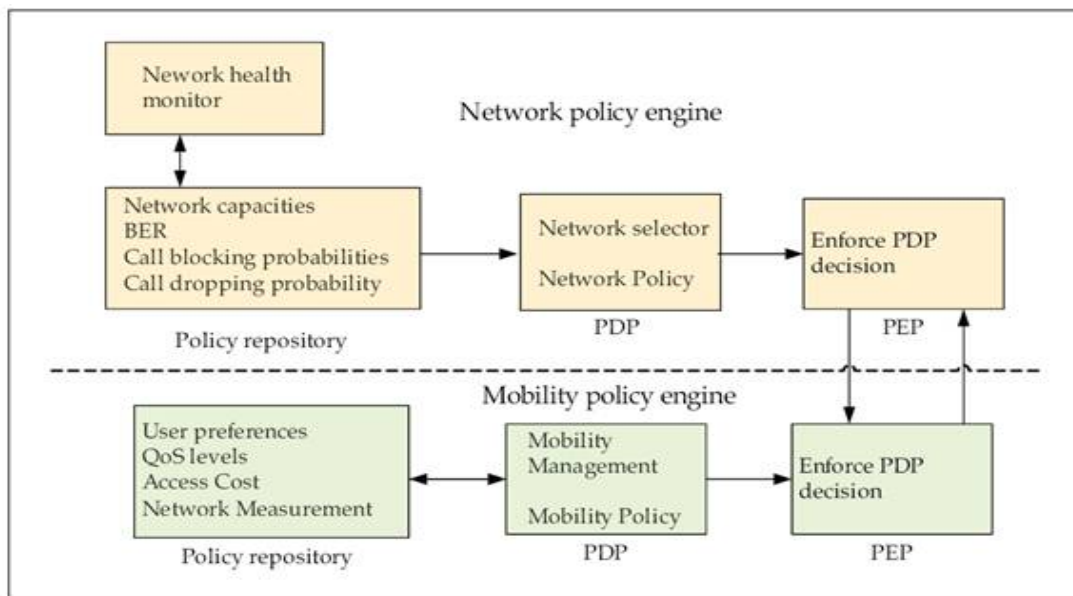 Nework health
monitor
Network policy engine
Network capacities
BER
Call blocking probabilities
Call dropping probability
Network selector
Network Policy
Enforce PDP
decision
Policy repository
PDP
PEP
Mobility policy engine
User preferences
QoS levels
Access Cost
Network Measurement
Mobility
Management
Mobility Policy
Enforce PDP
decision
Policy repository
PDP
PEP